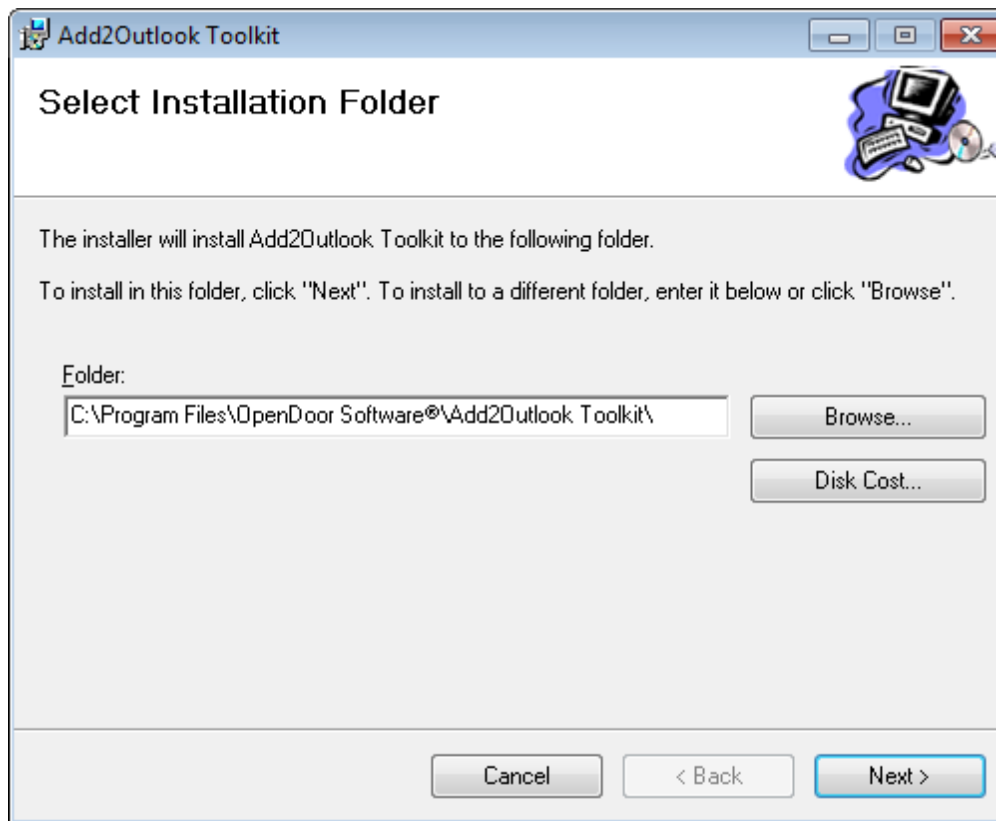 Add2Outlook Toolkit
Select Installation Folder
The installer will install Add2Outlook Toolkit to the following folder.
To install in this folder, click "Next". To install to a different folder, enter it below or click "Browse".
Folder:
C:\Program Files\OpenDoor Software®\Add2Outlook Toolkit\
Browse...
Disk Cost...
Cancel
< Back
Next >